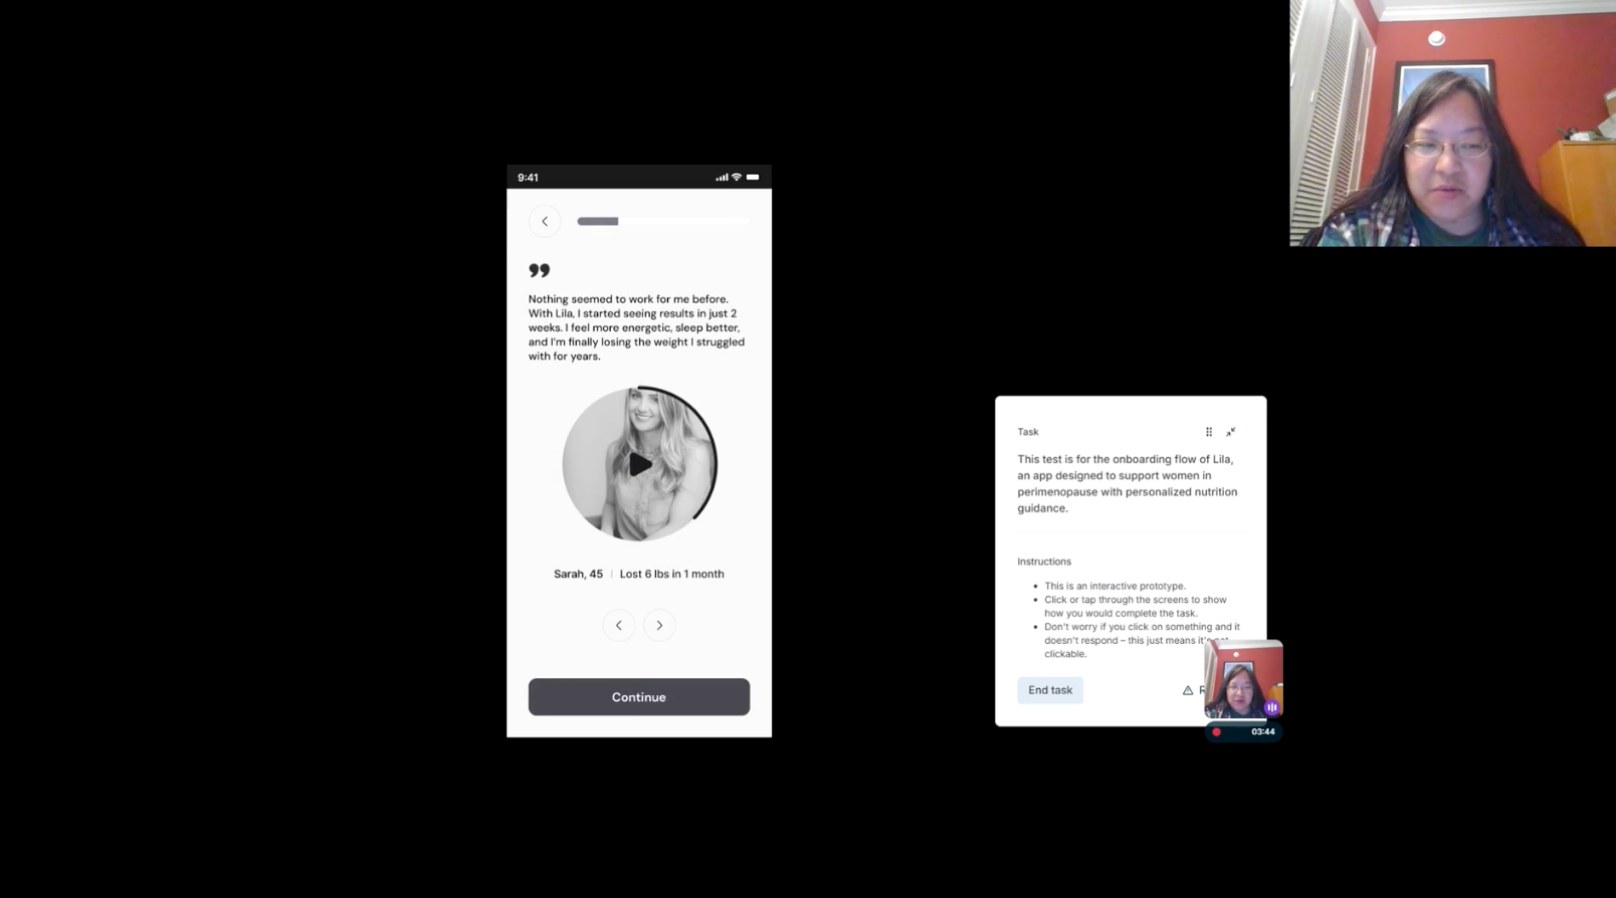 9:41
”
Nothing seemed to work for me before.
With Lila, I started seeing results in just 2
weeks. I feel more energetic, sleep better,
and I'm finally losing the weight I struggled
with for years.
Sarah, 45 | Lost 6 lbs in 1 month
Continue
Task
This test is for the onboarding flow of Lila,
an app designed to support women in
perimenopause with personalized nutrition
guidance.
Instructions
• This is an interactive prototype.
• Click or tap through the screens to show
how you would complete the task.
• Don't worry if you click on something and it
doesn't respond – this just means it's not
clickable.
End task
03:44